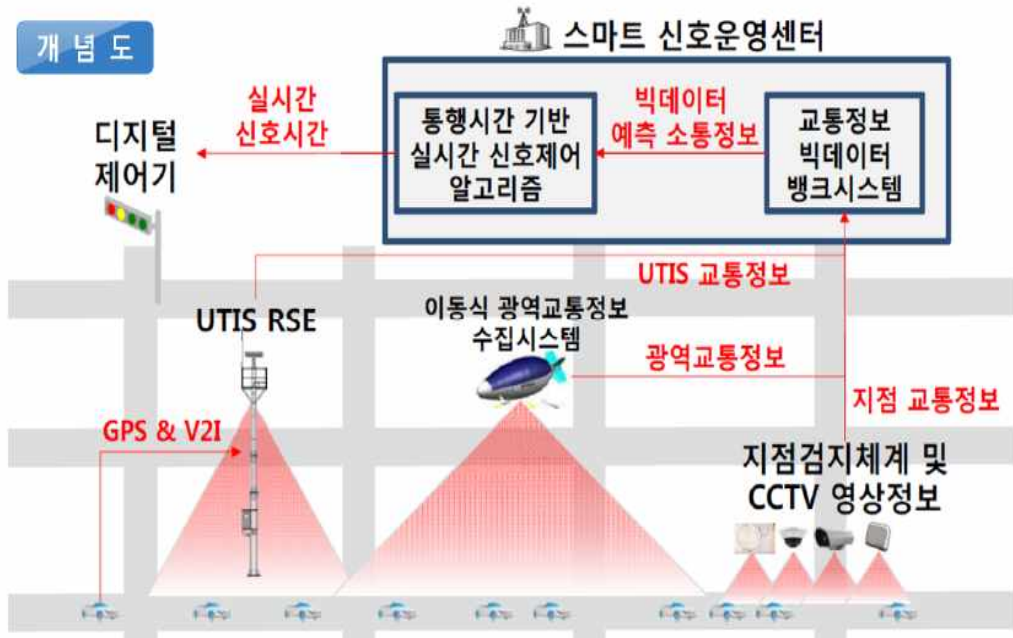 개 념 도
스마트 신호운영센터
실시간
신호시간
통행시간 기반
실시간 신호제어
알고리즘
빅데이터
예측 소통정보
교통정보
빅데이터
뱅크시스템
디지털
제어기
UTIS 교통정보
UTIS RSE
이동식 광역교통정보
수집시스템
광역교통정보
지점 교통정보
GPS & V2I
지점검지체계 및
CCTV 영상정보